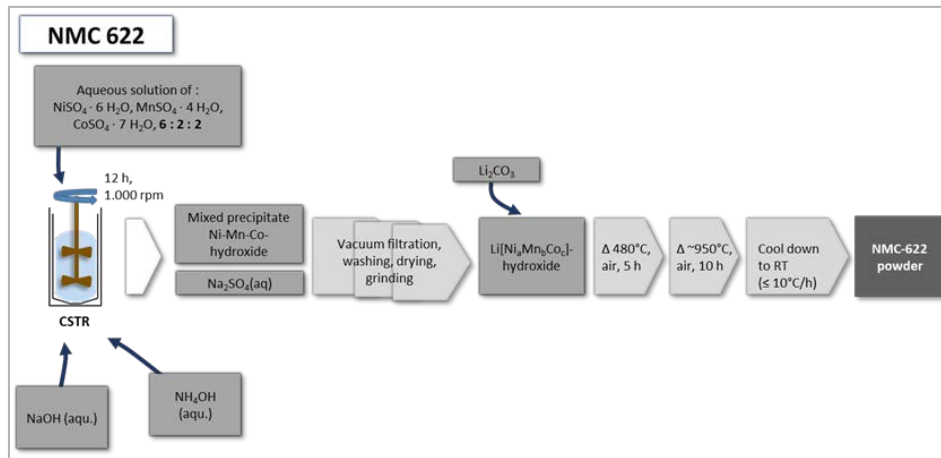 NMC 622
Aqueous solution of :
NiSO₄ · 6 H₂O, MnSO₄ · 4 H₂O,
CoSO₄ · 7 H₂O, 6 : 2 : 2
12 h,
1.000 rpm
CSTR
NaOH (aqu.)
NH₄OH
(aqu.)
Mixed precipitate
Ni-Mn-Co-
hydroxide
Na₂SO₄(aq)
Vacuum filtration,
washing, drying,
grinding
Li₂CO₃
Li[NiₐMn_bCo_c]-
hydroxide
Δ 480°C,
air, 5 h
Δ ~950°C,
air, 10 h
Cool down
to RT
(≤ 10°C/h)
NMC-622
powder